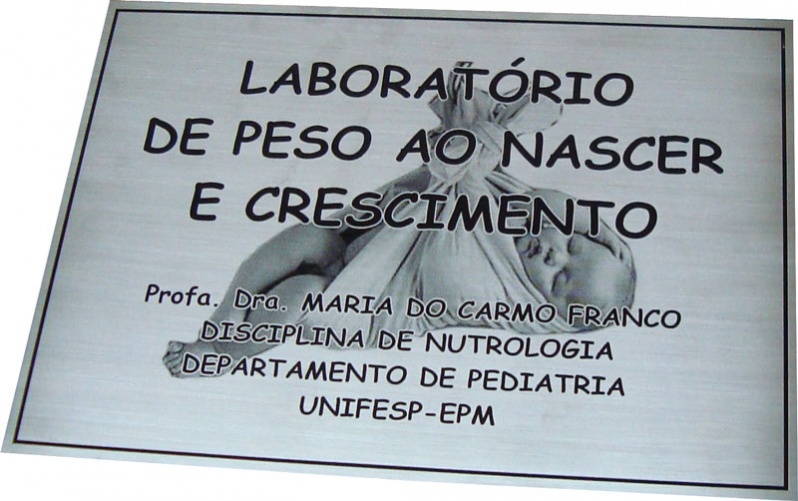 LABORATÓRIO
DE PESO AO NASCER
E CRESCIMENTO
Profa. Dra. MARIA DO CARMO FRANCO
DISCIPLINA DE NUTROLOGIA
DEPARTAMENTO DE PEDIATRIA
UNIFESP-EPM